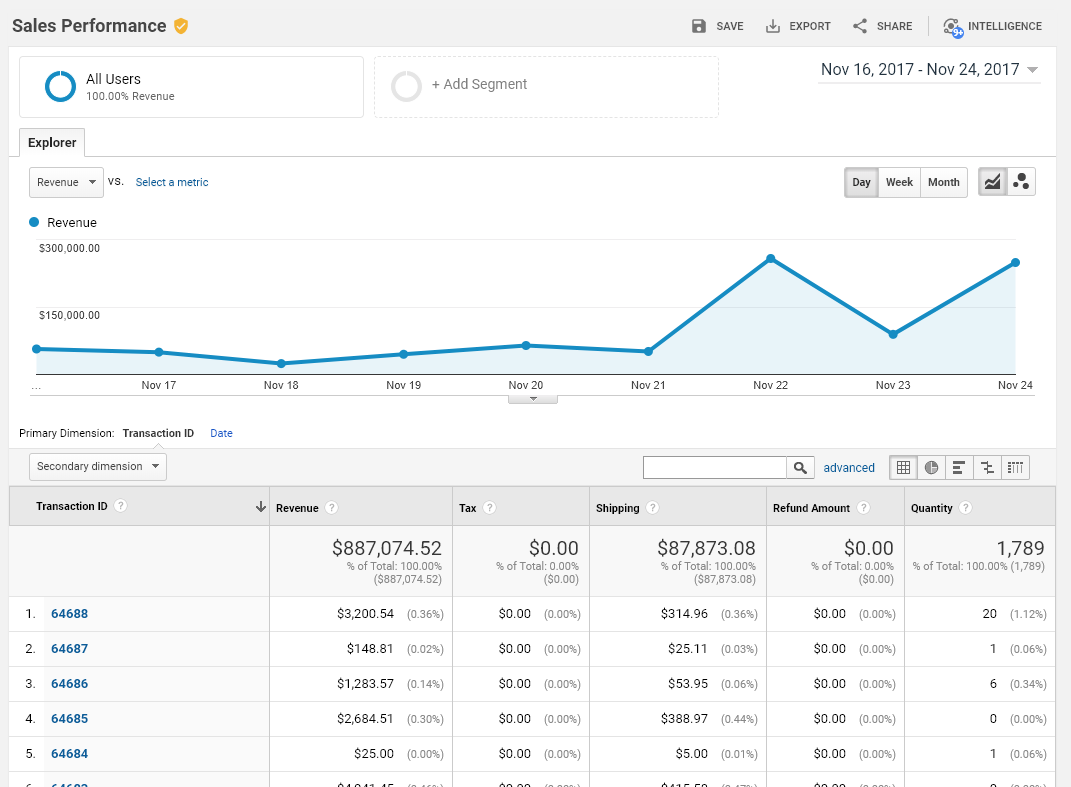 Sales Performance
SAVE EXPORT SHARE 9+ INTELLIGENCE
All Users
100.00% Revenue
+ Add Segment
Nov 16, 2017 - Nov 24, 2017
Explorer
Revenue vs. Select a metric Day Week Month
Revenue
$300,000.00
$150,000.00
... Nov 17 Nov 18 Nov 19 Nov 20 Nov 21 Nov 22 Nov 23 Nov 24
Primary Dimension: Transaction ID Date
Secondary dimension advanced
Transaction ID ? Revenue ? Tax ? Shipping ? Refund Amount ? Quantity ?
$887,074.52 $0.00 $87,873.08 $0.00 1,789
% of Total: 100.00% % of Total: 0.00% % of Total: 100.00% % of Total: 0.00% % of Total: 100.00% (1,789)
($887,074.52) ($0.00) ($87,873.08) ($0.00)
1. 64688 $3,200.54 (0.36%) $0.00 (0.00%) $314.96 (0.36%) $0.00 (0.00%) 20 (1.12%)
2. 64687 $148.81 (0.02%) $0.00 (0.00%) $25.11 (0.03%) $0.00 (0.00%) 1 (0.06%)
3. 64686 $1,283.57 (0.14%) $0.00 (0.00%) $53.95 (0.06%) $0.00 (0.00%) 6 (0.34%)
4. 64685 $2,684.51 (0.30%) $0.00 (0.00%) $388.97 (0.44%) $0.00 (0.00%) 0 (0.00%)
5. 64684 $25.00 (0.00%) $0.00 (0.00%) $5.00 (0.01%) $0.00 (0.00%) 1 (0.06%)